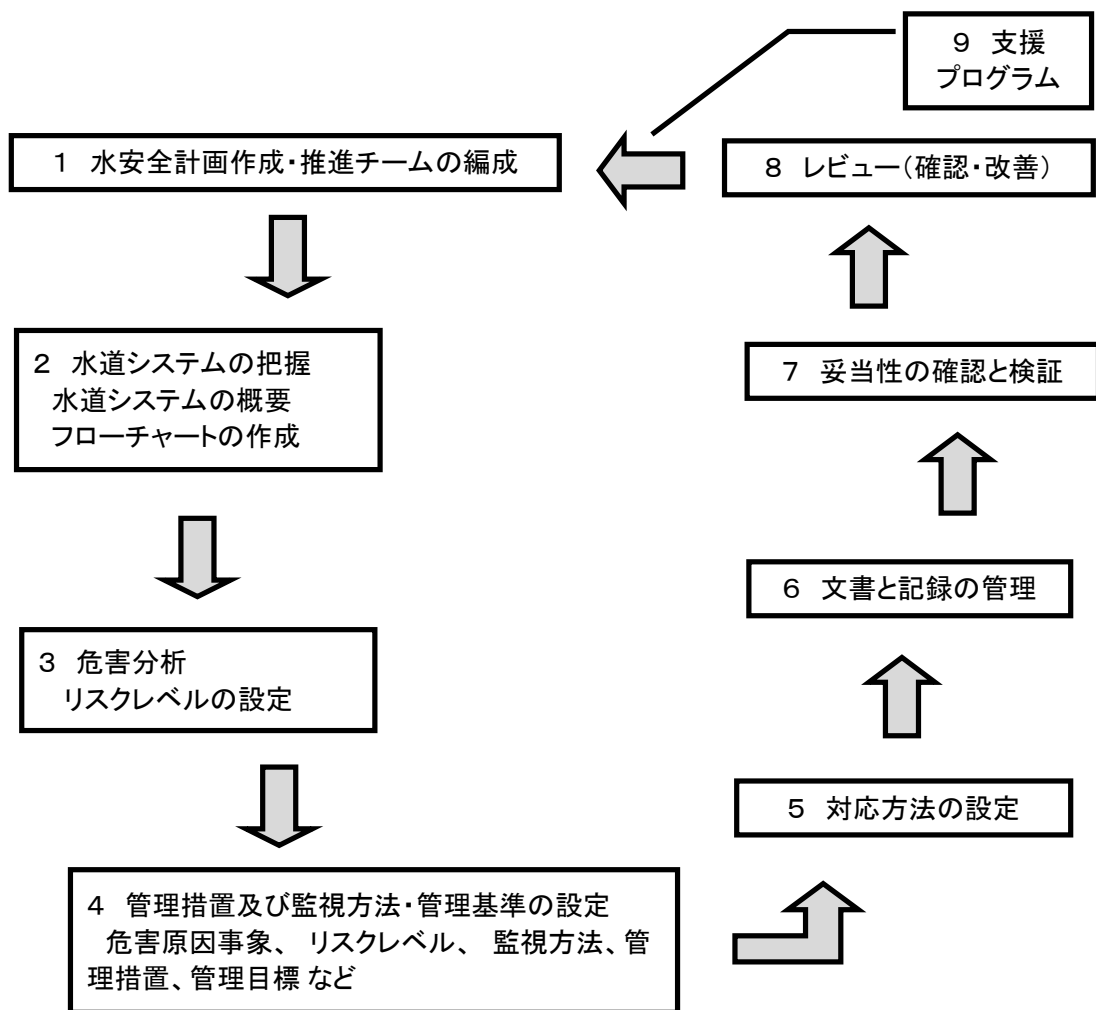 9 支援
プログラム
1 水安全計画作成・推進チームの編成
8 レビュー(確認・改善)
2 水道システムの把握
水道システムの概要
フローチャートの作成
7 妥当性の確認と検証
6 文書と記録の管理
3 危害分析
リスクレベルの設定
5 対応方法の設定
4 管理措置及び監視方法・管理基準の設定
危害原因事象、 リスクレベル、 監視方法、管
理措置、管理目標 など